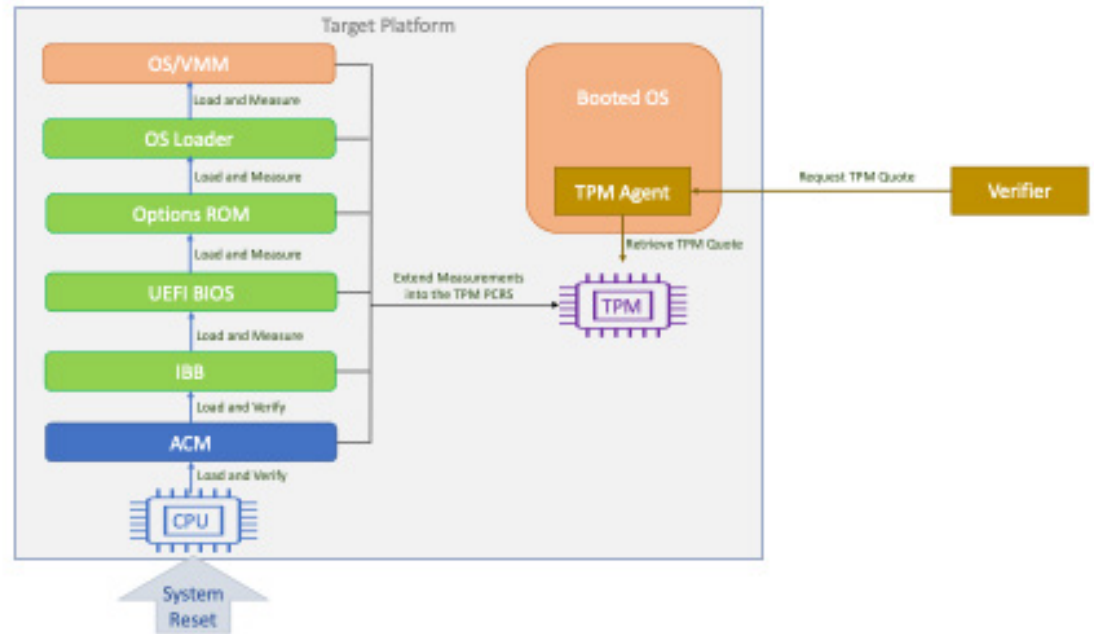 Target Platform
OS/VMM
Load and Measure
OS Loader
Load and Measure
Options ROM
Load and Measure
UEFI BIOS
Load and Measure
IBB
Load and Verify
ACM
Load and Verify
CPU
System
Reset
Extend Measurements
into the TPM PCRS
Booted OS
TPM Agent
Retrieve TPM Quote
TPM
Request TPM Quote
Verifier